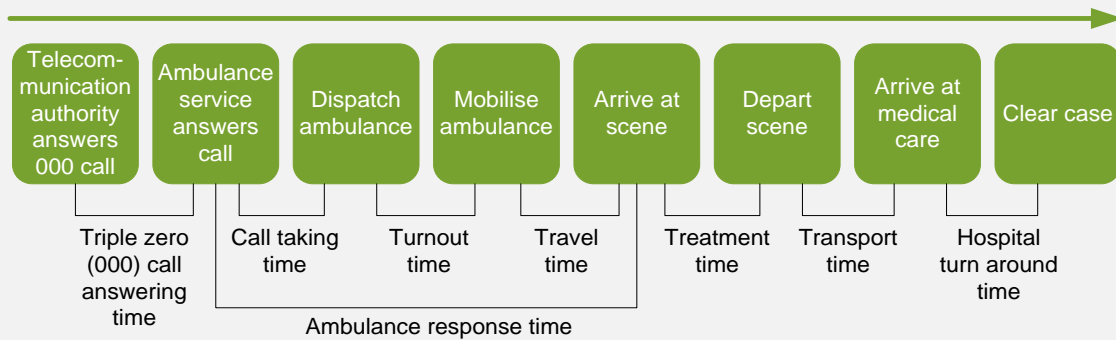 Telecom-
munication
authority
answers
000 call
Ambulance
service
answers
call
Dispatch
ambulance
Mobilise
ambulance
Arrive at
scene
Depart
scene
Arrive at
medical
care
Clear case
Triple zero
(000) call
answering
time
Call taking
time
Turnout
time
Travel
time
Treatment
time
Transport
time
Hospital
turn around
time
Ambulance response time